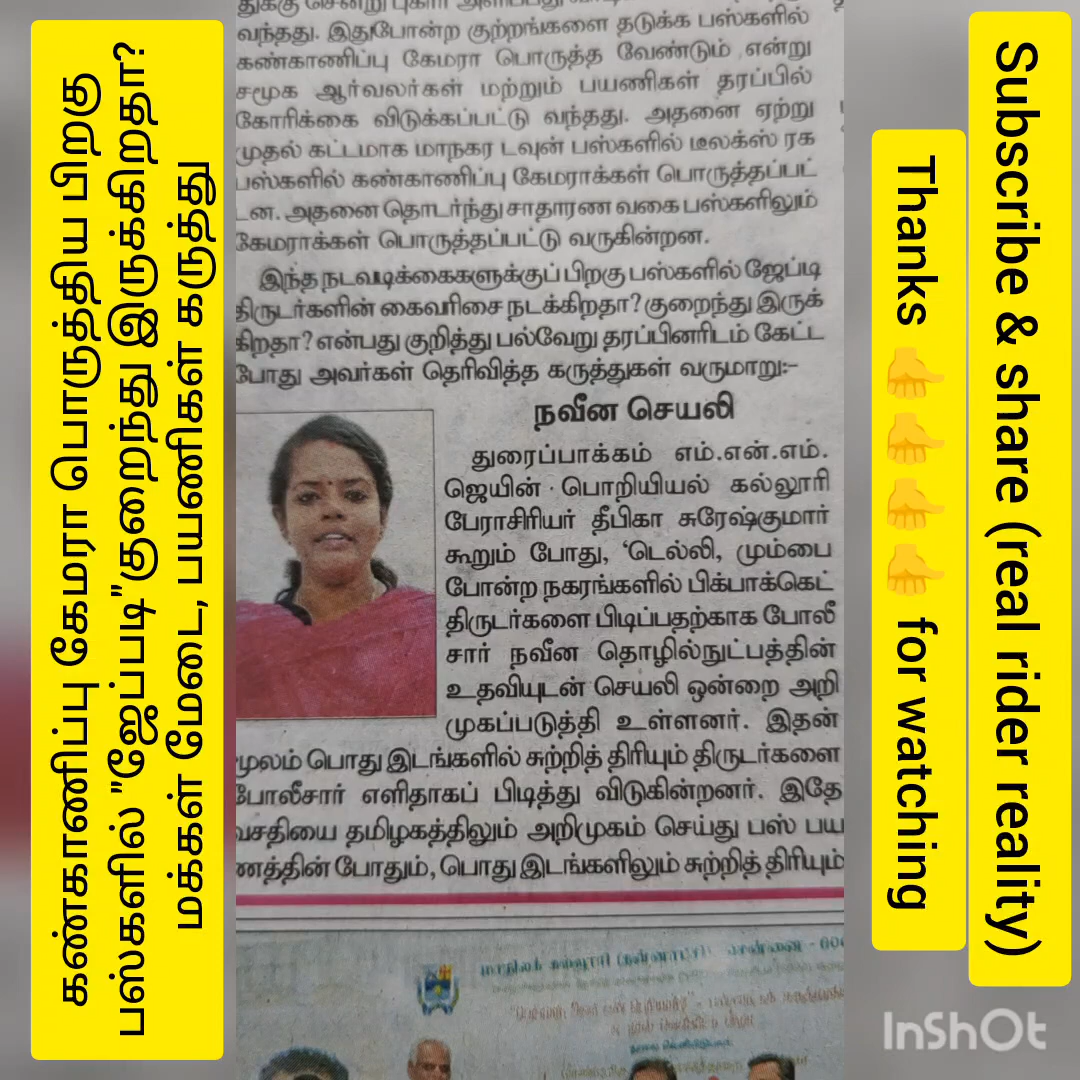 கண்காணிப்பு கேமரா பொருத்திய பிறகு
பஸ்களில் "ஜேப்படி"குறைந்து இருக்கிறதா?
மக்கள் மேடை, பயணிகள் கருத்து
துக்கு சென்று புகார்
வந்தது. இதுபோன்ற குற்றங்களை தடுக்க பஸ்களில்
கண்காணிப்பு கேமரா பொருத்த வேண்டும் என்று
சமூக ஆர்வலர்கள் மற்றும் பயணிகள் தரப்பில்
கோரிக்கை விடுக்கப்பட்டு வந்தது. அதனை ஏற்று
முதல் கட்டமாக மாநகர டவுன் பஸ்களில் டீலக்ஸ் ரக
பஸ்களில் கண்காணிப்பு கேமராக்கள் பொருத்தப்பட்
டன. அதனை தொடர்ந்து சாதாரண வகை பஸ்களிலும்
கேமராக்கள் பொருத்தப்பட்டு வருகின்றன.
இந்த நடவடிக்கைகளுக்குப் பிறகு பஸ்களில் ஜேப்டி
திருடர்களின் கைவரிசை நடக்கிறதா? குறைந்து இருக்
கிறதா? என்பது குறித்து பல்வேறு தரப்பினரிடம் கேட்ட
போது அவர்கள் தெரிவித்த கருத்துகள் வருமாறு:-
நவீன செயலி
துரைப்பாக்கம் எம்.என்.எம்.
ஜெயின் பொறியியல் கல்லூரி
பேராசிரியர் தீபிகா சுரேஷ்குமார்
கூறும் போது, 'டெல்லி, மும்பை
போன்ற நகரங்களில் பிக்பாக்கெட்
திருடர்களை பிடிப்பதற்காக போலீ
சார் நவீன தொழில்நுட்பத்தின்
உதவியுடன் செயலி ஒன்றை அறி
முகப்படுத்தி உள்ளனர். இதன்
மூலம் பொது இடங்களில் சுற்றித் திரியும் திருடர்களை
போலீசார் எளிதாகப் பிடித்து விடுகின்றனர். இதே
வசதியை தமிழகத்திலும் அறிமுகம் செய்து பஸ் பய
ணத்தின் போதும், பொது இடங்களிலும் சுற்றித் திரியும்
சென்னை - 600
Subscribe & share (real rider reality)
Thanks 👍👍👍👍 for watching
InShOt